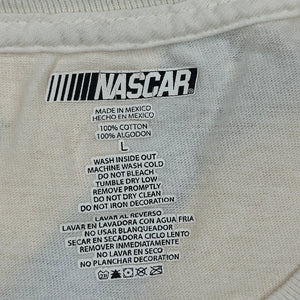 NASCAR
MADE IN MEXICO
HECHO EN MEXICO
100% COTTON
100% ALGODON
L
WASH INSIDE OUT
MACHINE WASH COLD
DO NOT BLEACH
TUMBLE DRY LOW
REMOVE PROMPTLY
DO NOT DRY CLEAN
DO NOT IRON DECORATION
LAVAR AL REVERSO
LAVAR EN LAVADORA CON AGUA FRIA
NO USAR BLANQUEADOR
SECAR EN SECADORA CICLO LENTO
REMOVER INMEDIATAMENTE
NO LAVAR EN SECO
NO PLANCHAR DECORACION